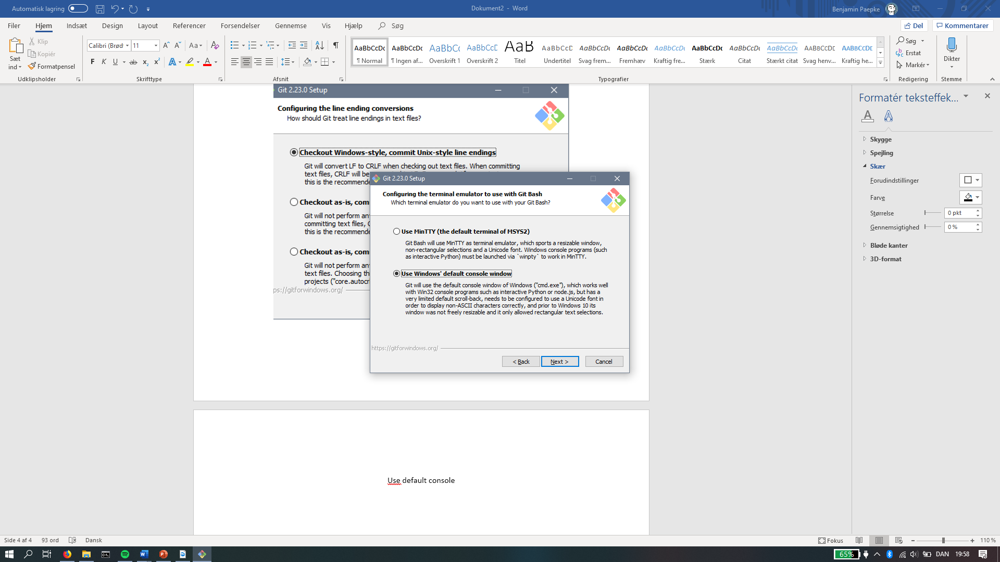 Automatisk lagring
Dokument2 - Word
Benjamin Paepke
Filer
Hjem
Indsæt
Design
Layout
Referencer
Forsendelser
Gennemse
Vis
Hjælp
Søg
Del
Kommentarer
Sæt
ind
Klip
Kopiér
Formatpensel
Udklipsholder
Calibri (Brød
11
Aa
F K U ab x₂ x²
Skrifttype
Afsnit
AaBbCcDc
¶ Normal
AaBbCcDc
¶ Ingen af...
AaBbC
Overskrift 1
AaBbCcD
Overskrift 2
AaB
Titel
AaBbCcD
Undertitel
AaBbCcDc
Svag frem...
AaBbCcDc
Fremhæv
AaBbCcDc
Kraftig fre...
AaBbCcDc
Stærk
AaBbCcDc
Citat
AaBbCcDc
Stærkt citat
AaBbCcDc
Svag henv...
AaBbCcDc
Kraftig he...
Typografier
Søg
Erstat
Markér
Redigering
Dikter
Stemme
Git 2.23.0 Setup
Configuring the line ending conversions
How should Git treat line endings in text files?
Checkout Windows-style, commit Unix-style line endings
Git will convert LF to CRLF when checking out text files. When committing
text files, CRLF will be
this is the recommende
Checkout as-is, com
Git will not perform an
committing text files, C
this is the recommende
Checkout as-is, com
Git will not perform an
text files. Choosing th
projects ("core.autocr
ps://gitforwindows.org/
Git 2.23.0 Setup
Configuring the terminal emulator to use with Git Bash
Which terminal emulator do you want to use with your Git Bash?
Use MinTTY (the default terminal of MSYS2)
Git Bash will use MinTTY as terminal emulator, which sports a resizable window,
non-rectangular selections and a Unicode font. Windows console programs (such
as interactive Python) must be launched via `winpty` to work in MinTTY.
Use Windows' default console window
Git will use the default console window of Windows ("cmd.exe"), which works well
with Win32 console programs such as interactive Python or node.js, but has a
very limited default scroll-back, needs to be configured to use a Unicode font in
order to display non-ASCII characters correctly, and prior to Windows 10 its
window was not freely resizable and it only allowed rectangular text selections.
https://gitforwindows.org/
< Back
Next >
Cancel
Use default console
Formatér teksteffek...
Skygge
Spejling
Skær
Forudindstillinger
Farve
Størrelse
0 pkt
Gennemsigtighed
0 %
Bløde kanter
3D-format
Side 4 af 4
93 ord
Dansk
Fokus
110 %
65%
DAN
19:58